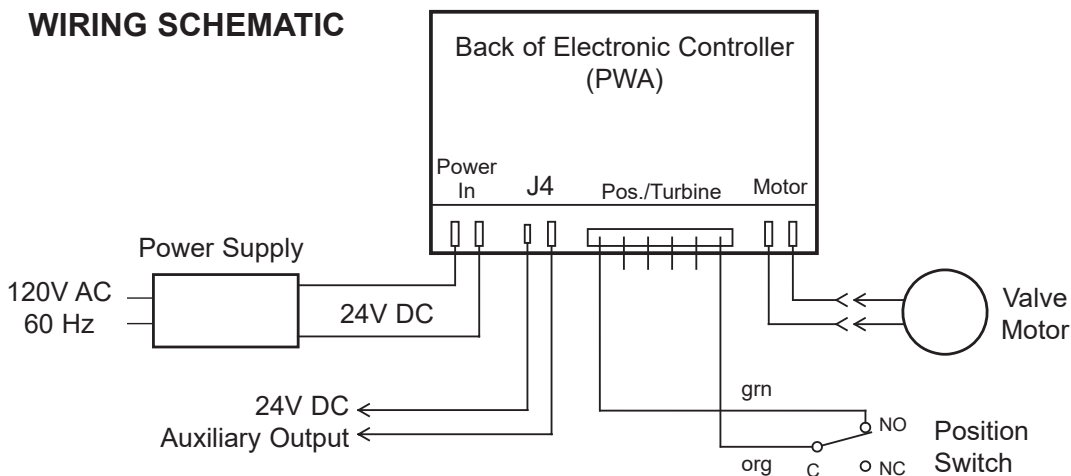 WIRING SCHEMATIC
Back of Electronic Controller
(PWA)
Power
In
J4
Pos./Turbine
Motor
Power Supply
120V AC
60 Hz
24V DC
Valve
Motor
24V DC
Auxiliary Output
grn
org
NO
C
NC
Position
Switch